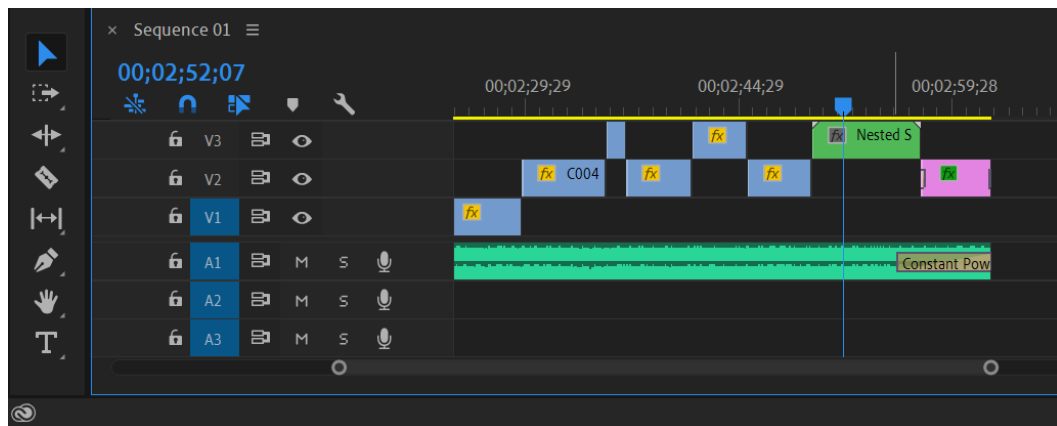 × Sequence 01
00;02;52;07
00;02;29;29 00;02;44;29 00;02;59;28
V3 fx fx Nested S
V2 fx C004 fx fx fx
V1 fx
A1 M S Constant Pow
A2 M S
A3 M S
T